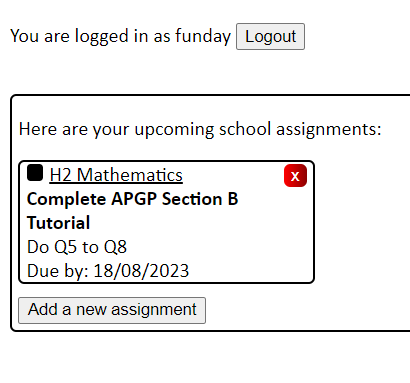 You are logged in as funday Logout
Here are your upcoming school assignments:
H2 Mathematics x
Complete APGP Section B
Tutorial
Do Q5 to Q8
Due by: 18/08/2023
Add a new assignment